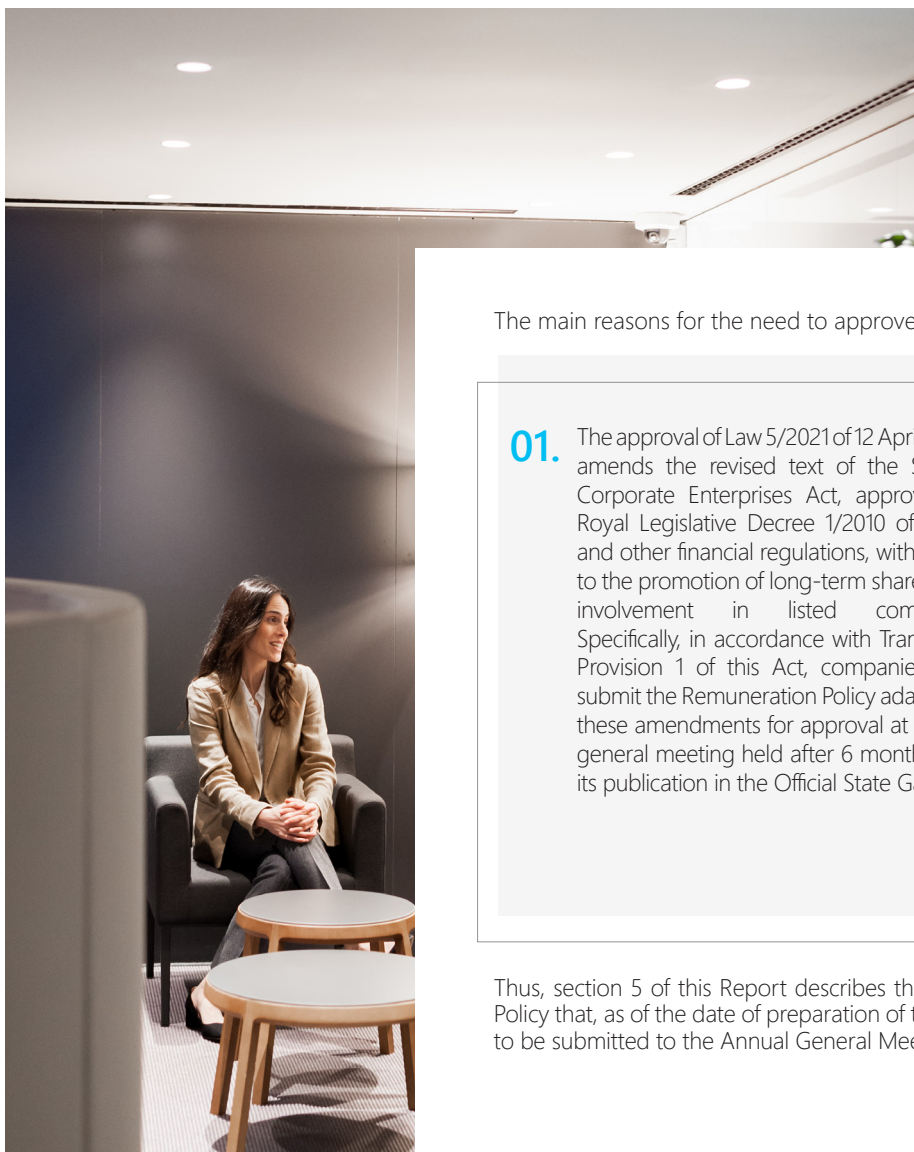 The main reasons for the need to approve
01.
The approval of Law 5/2021 of 12 Apr
amends the revised text of the S
Corporate Enterprises Act, approv
Royal Legislative Decree 1/2010 of
and other financial regulations, with
to the promotion of long-term share
involvement in listed com
Specifically, in accordance with Tran
Provision 1 of this Act, companie
submit the Remuneration Policy ada
these amendments for approval at
general meeting held after 6 month
its publication in the Official State G
Thus, section 5 of this Report describes th
Policy that, as of the date of preparation of t
to be submitted to the Annual General Mee